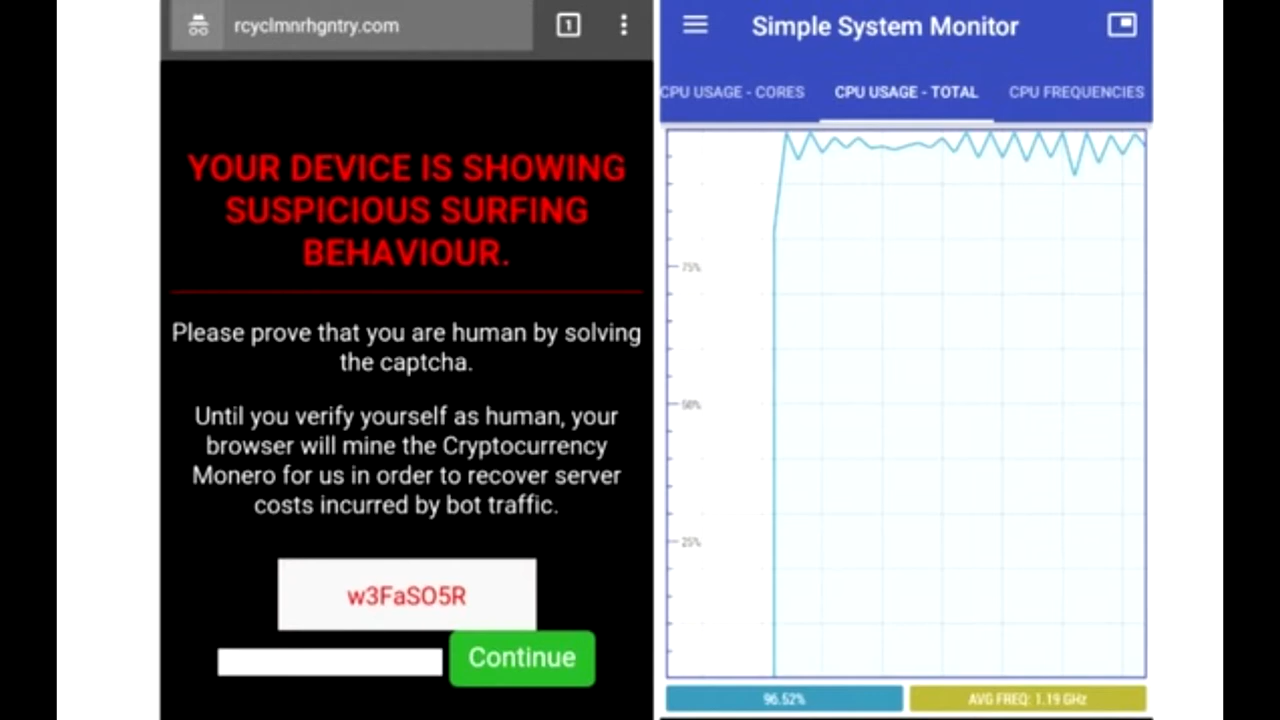 rcyclmnrhgntry.com
1
YOUR DEVICE IS SHOWING
SUSPICIOUS SURFING
BEHAVIOUR.
Please prove that you are human by solving
the captcha.
Until you verify yourself as human, your
browser will mine the Cryptocurrency
Monero for us in order to recover server
costs incurred by bot traffic.
w3FaSO5R
Continue
Simple System Monitor
CPU USAGE - CORES
CPU USAGE - TOTAL
CPU FREQUENCIES
75%
50%
25%
96.52%
AVG FREQ: 1.19 GHz